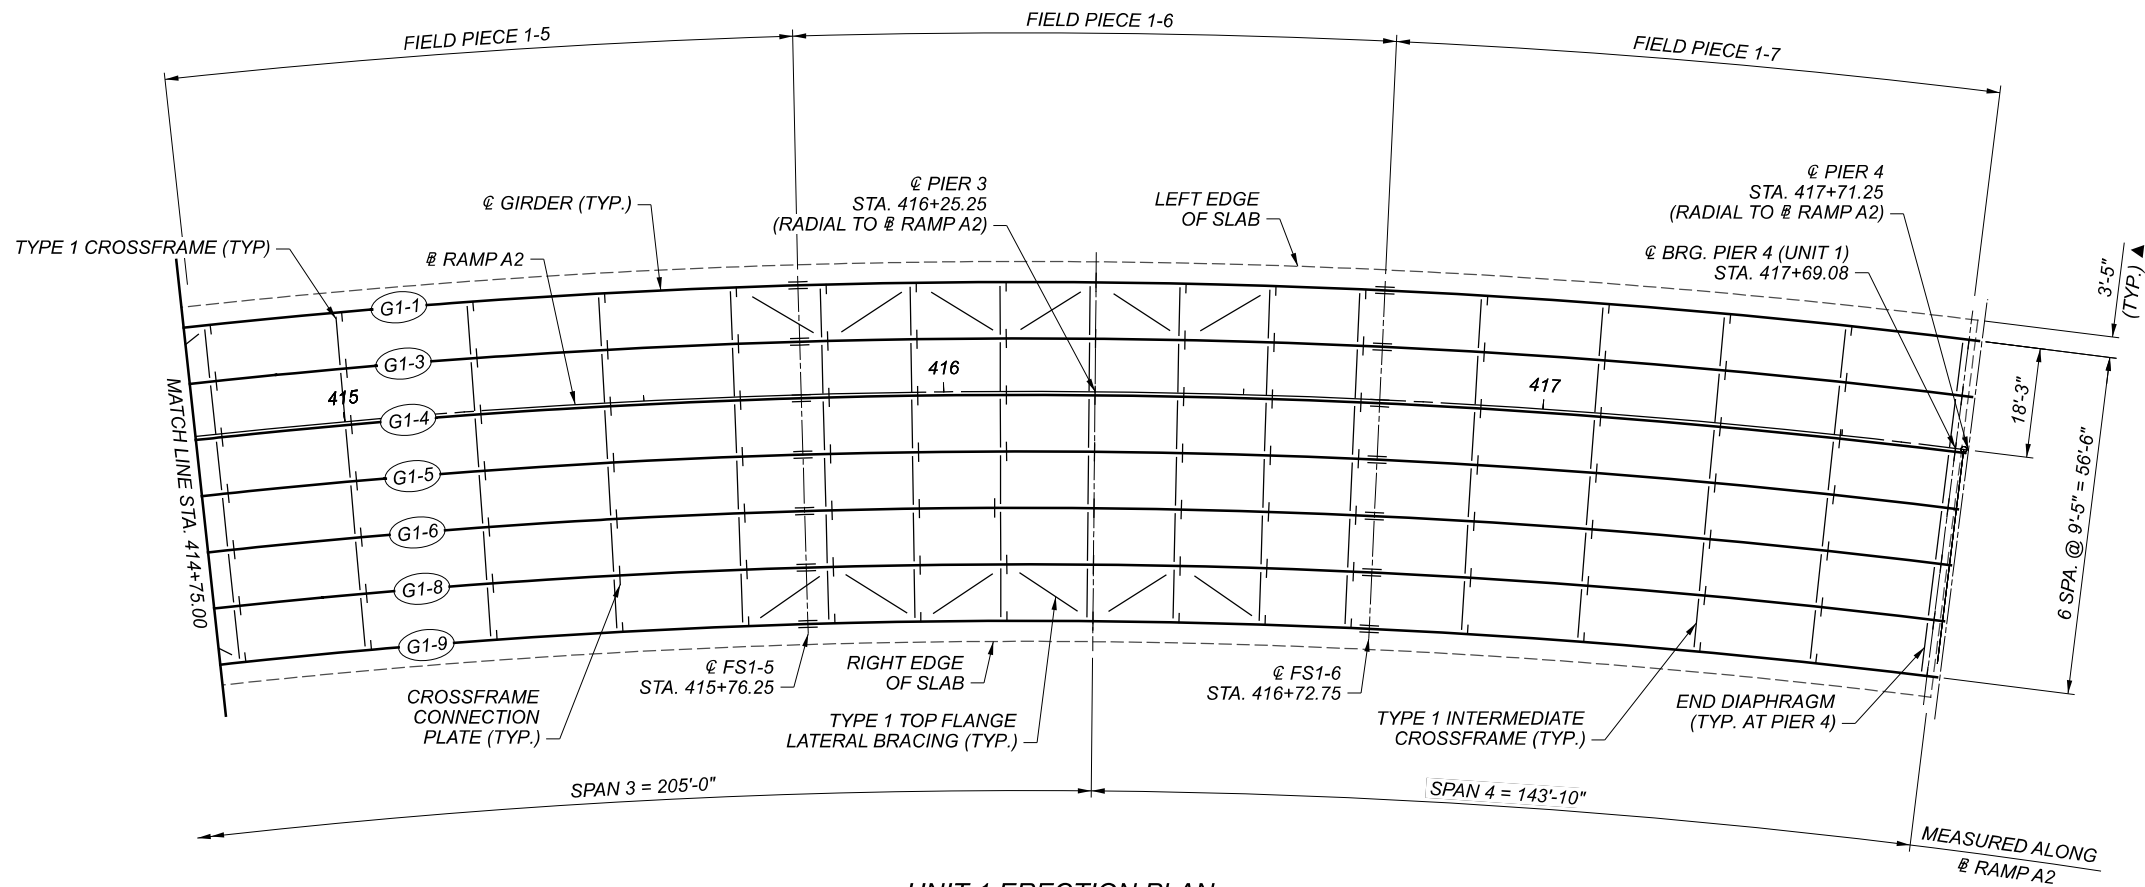 FIELD PIECE 1-5
FIELD PIECE 1-6
FIELD PIECE 1-7
℄ PIER 3
STA. 416+25.25
(RADIAL TO ␢ RAMP A2)
℄ PIER 4
STA. 417+71.25
(RADIAL TO ␢ RAMP A2)
℄ GIRDER (TYP.)
LEFT EDGE
OF SLAB
TYPE 1 CROSSFRAME (TYP)
␢ RAMP A2
℄ BRG. PIER 4 (UNIT 1)
STA. 417+69.08
3'-5"
(TYP.) ◄
G1-1
G1-3
G1-4
G1-5
G1-6
G1-8
G1-9
415
416
417
18'-3"
6 SPA. @ 9'-5" = 56'-6"
MATCH LINE STA. 414+75.00
℄ FS1-5
STA. 415+76.25
RIGHT EDGE
OF SLAB
℄ FS1-6
STA. 416+72.75
CROSSFRAME
CONNECTION
PLATE (TYP.)
TYPE 1 TOP FLANGE
LATERAL BRACING (TYP.)
TYPE 1 INTERMEDIATE
CROSSFRAME (TYP.)
END DIAPHRAGM
(TYP. AT PIER 4)
SPAN 3 = 205'-0"
SPAN 4 = 143'-10"
MEASURED ALONG
␢ RAMP A2
UNIT 1 ERECTION PLAN